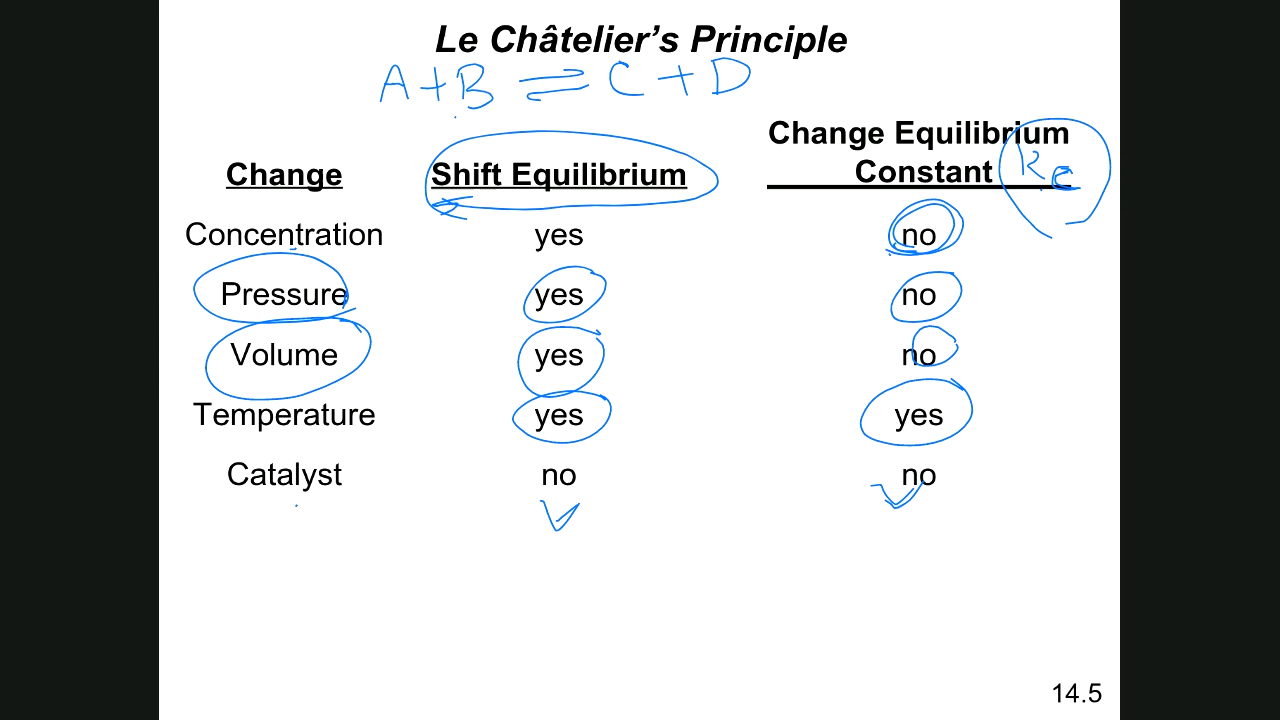 Le Châtelier's Principle
A + B ⇌ C + D
Change Shift Equilibrium Change Equilibrium Constant Kc
Concentration yes no
Pressure yes no
Volume yes no
Temperature yes yes
Catalyst no no
14.5